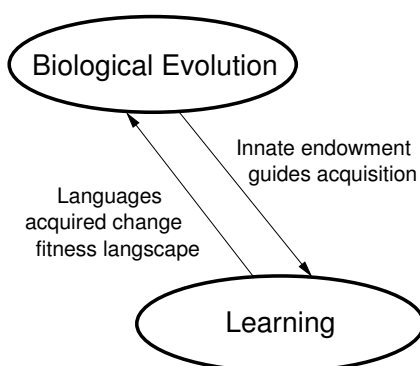 Biological Evolution
Innate endowment
guides acquisition
Languages
acquired change
fitness langscape
Learning